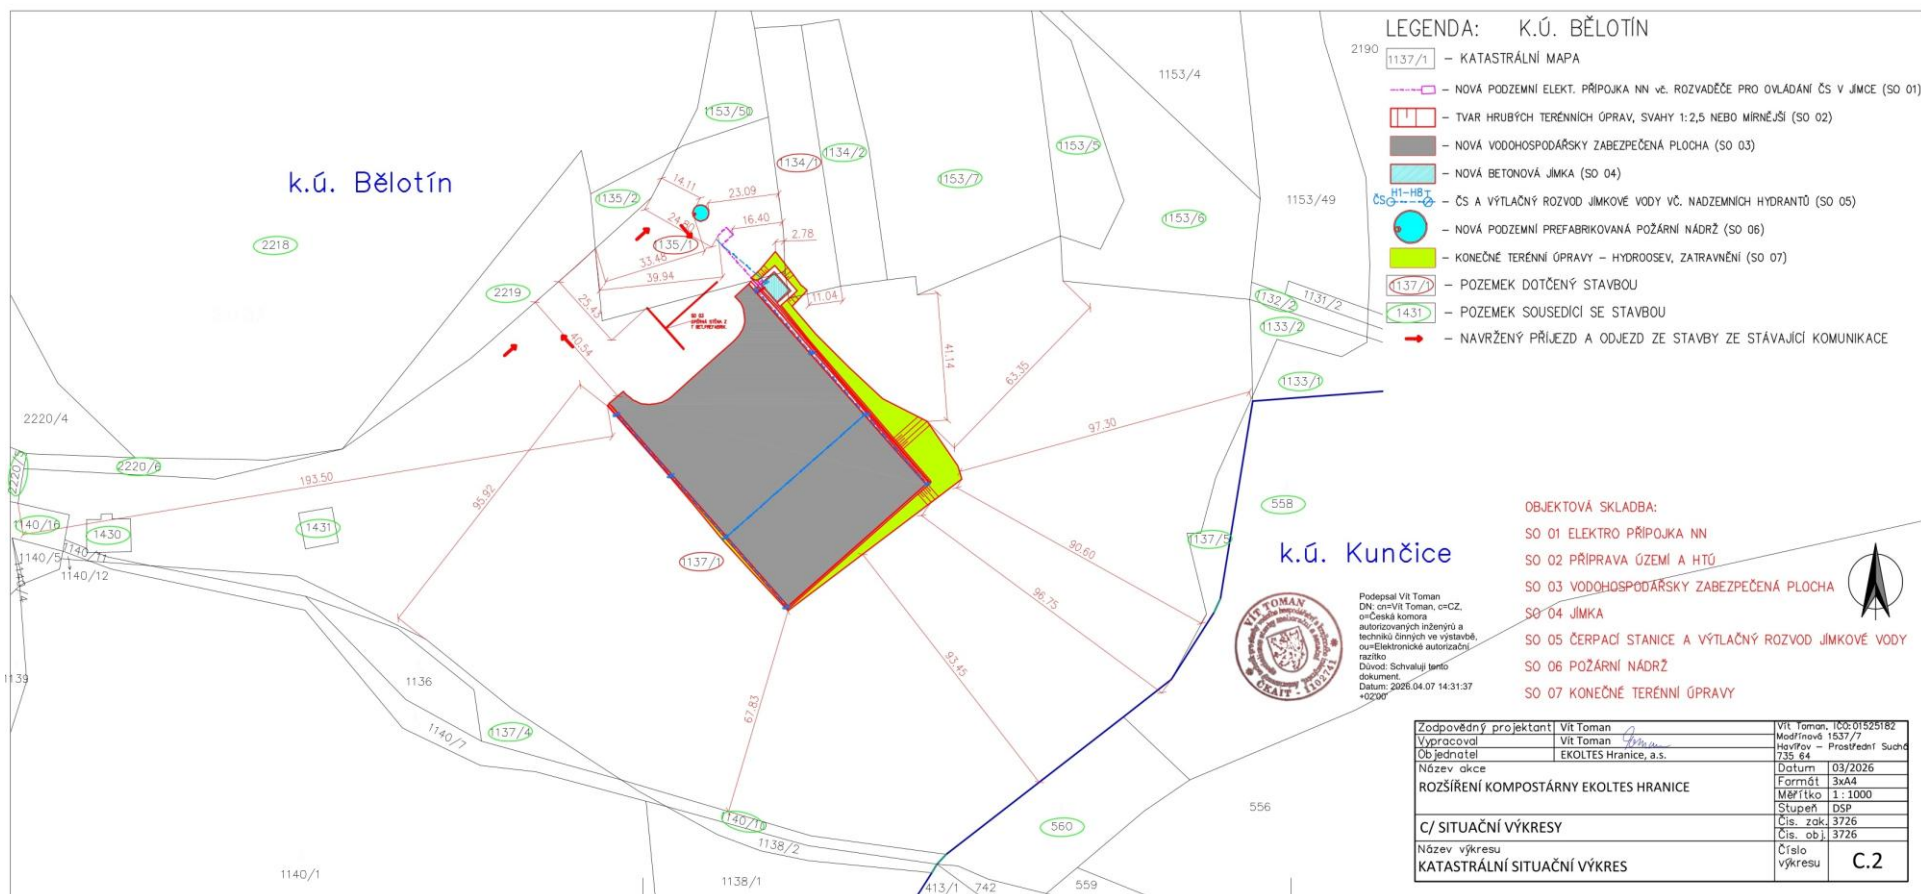 LEGENDA: K.Ú. BĚLOTÍN
1137/1 – KATASTRÁLNÍ MAPA
– NOVÁ PODZEMNÍ ELEKT. PŘÍPOJKA NN vč. ROZVADĚČE PRO OVLÁDÁNÍ ČS V JÍMCE (SO 01)
– TVAR HRUBÝCH TERÉNNÍCH ÚPRAV, SVAHY 1:2,5 NEBO MÍRNĚJŠÍ (SO 02)
– NOVÁ VODOHOSPODÁŘSKY ZABEZPEČENÁ PLOCHA (SO 03)
– NOVÁ BETONOVÁ JÍMKA (SO 04)
H1-H8
ČS – ČS A VÝTLAČNÝ ROZVOD JÍMKOVÉ VODY VČ. NADZEMNÍCH HYDRANTŮ (SO 05)
– NOVÁ PODZEMNÍ PREFABRIKOVANÁ POŽÁRNÍ NÁDRŽ (SO 06)
– KONEČNÉ TERÉNNÍ ÚPRAVY – HYDROOSEV, ZATRAVNĚNÍ (SO 07)
1137/1 – POZEMEK DOTČENÝ STAVBOU
1431 – POZEMEK SOUSEDÍCÍ SE STAVBOU
– NAVRŽENÝ PŘÍJEZD A ODJEZD ZE STAVBY ZE STÁVAJÍCÍ KOMUNIKACE
2190
1153/4
1153/50
1134/1
1134/2
1153/5
1153/7
k.ú. Bělotín
14.11
23.09
1135/2
1153/49
1153/6
24.80
16.40
2218
1135/1
2.78
33.48
39.94
2219
11.04
1132/2
1131/2
1133/2
25.43
40.54
41.14
63.35
1133/1
2220/4
97.30
2220/5
2220/6
193.50
95.92
558
1140/16
1430
1431
1137/5
1140/5
1140/11
1140/12
1140/4
1137/1
90.60
k.ú. Kunčice
96.75
93.45
1139
1136
67.83
1137/4
1140/7
1140/10
1138/2
560
556
1140/1
1138/1
413/1
742
559
OBJEKTOVÁ SKLADBA:
SO 01 ELEKTRO PŘÍPOJKA NN
SO 02 PŘÍPRAVA ÚZEMÍ A HTÚ
SO 03 VODOHOSPODÁŘSKY ZABEZPEČENÁ PLOCHA
SO 04 JÍMKA
SO 05 ČERPACÍ STANICE A VÝTLAČNÝ ROZVOD JÍMKOVÉ VODY
SO 06 POŽÁRNÍ NÁDRŽ
SO 07 KONEČNÉ TERÉNNÍ ÚPRAVY
VÍT TOMAN
ČKAIT - 1102741
Podepsal Vít Toman
DN: cn=Vít Toman, c=CZ,
o=Česká komora
autorizovaných inženýrů a
techniků činných ve výstavbě,
ou=Elektronické autorizační
razítko
Důvod: Schvaluji tento
dokument.
Datum: 2026.04.07 14:31:37
+02'00'
Zodpovědný projektant Vít Toman
Vypracoval Vít Toman
Objednatel EKOLTES Hranice, a.s.
Vít Toman, IČO:01525182
Modřínová 1537/7
Havířov – Prostřední Suchá
735 64
Název akce
ROZŠÍŘENÍ KOMPOSTÁRNY EKOLTES HRANICE
Datum 03/2026
Formát 3xA4
Měřítko 1 : 1000
Stupeň DSP
Čís. zak. 3726
Čís. obj. 3726
C/ SITUAČNÍ VÝKRESY
Název výkresu
KATASTRÁLNÍ SITUAČNÍ VÝKRES
Číslo
výkresu C.2